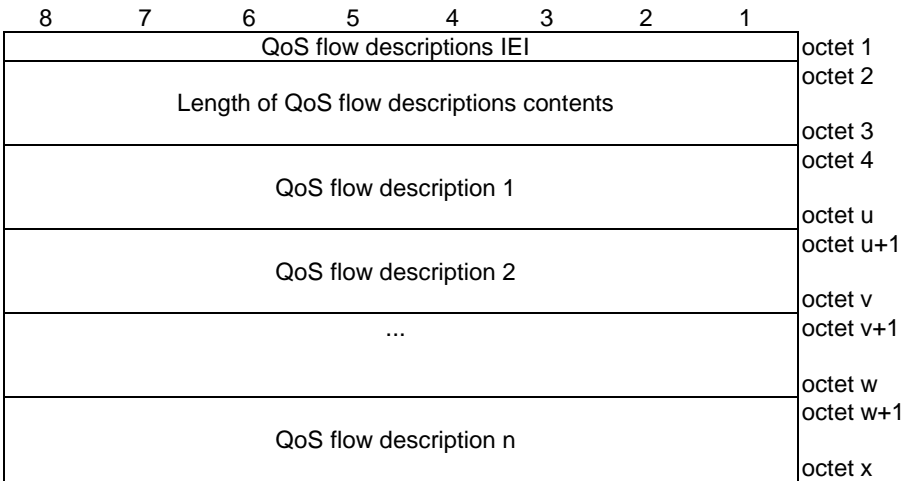 8 7 6 5 4 3 2 1
QoS flow descriptions IEI octet 1
octet 2
Length of QoS flow descriptions contents
octet 3
octet 4
QoS flow description 1
octet u
octet u+1
QoS flow description 2
octet v
... octet v+1
octet w
octet w+1
QoS flow description n
octet x